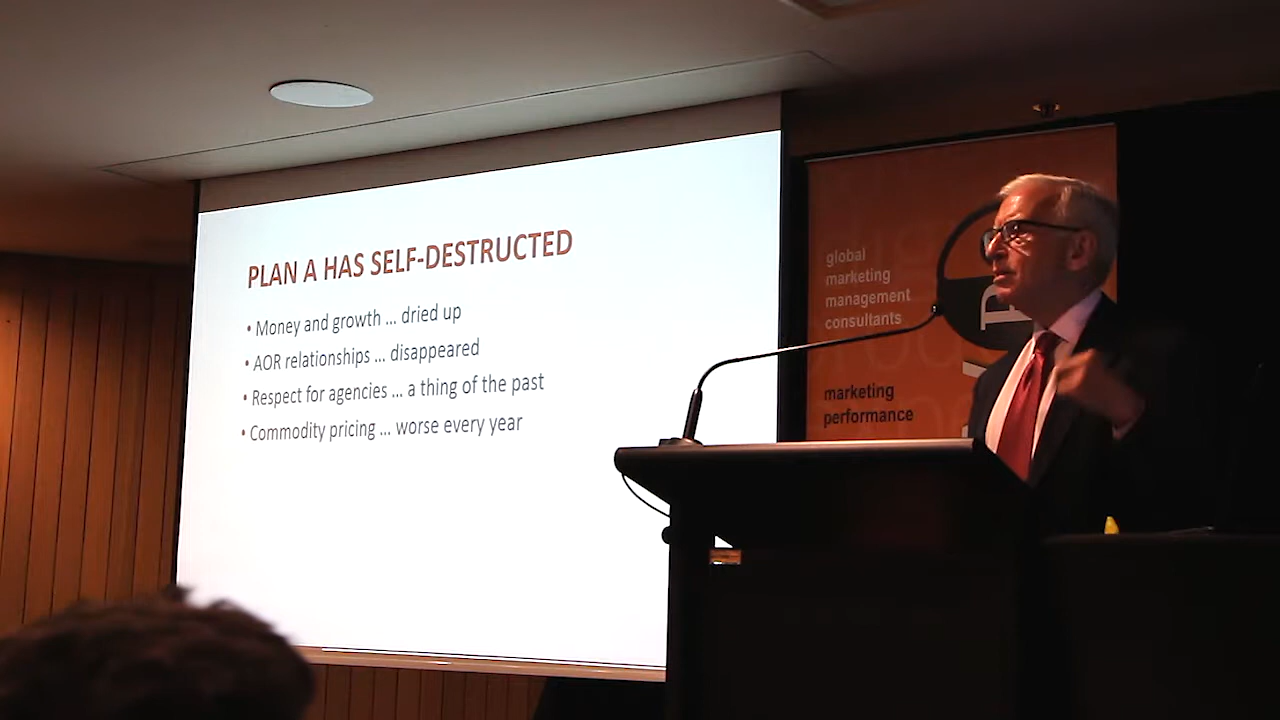 PLAN A HAS SELF-DESTRUCTED
• Money and growth ... dried up
• AOR relationships ... disappeared
• Respect for agencies ... a thing of the past
• Commodity pricing ... worse every year
global
marketing
management
consultants
marketing
performance